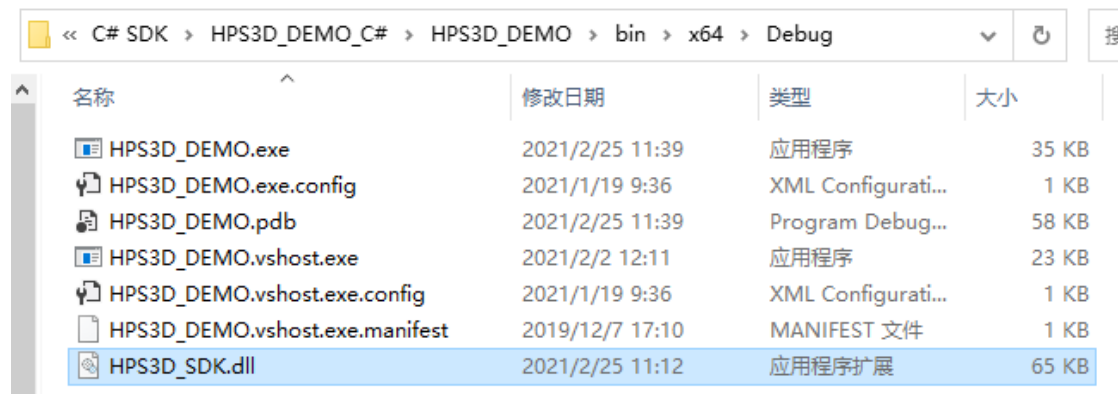 « C# SDK > HPS3D_DEMO_C# > HPS3D_DEMO > bin > x64 > Debug
名称 修改日期 类型 大小
HPS3D_DEMO.exe 2021/2/25 11:39 应用程序 35 KB
HPS3D_DEMO.exe.config 2021/1/19 9:36 XML Configurati... 1 KB
HPS3D_DEMO.pdb 2021/2/25 11:39 Program Debug... 58 KB
HPS3D_DEMO.vshost.exe 2021/2/2 12:11 应用程序 23 KB
HPS3D_DEMO.vshost.exe.config 2021/1/19 9:36 XML Configurati... 1 KB
HPS3D_DEMO.vshost.exe.manifest 2019/12/7 17:10 MANIFEST 文件 1 KB
HPS3D_SDK.dll 2021/2/25 11:12 应用程序扩展 65 KB